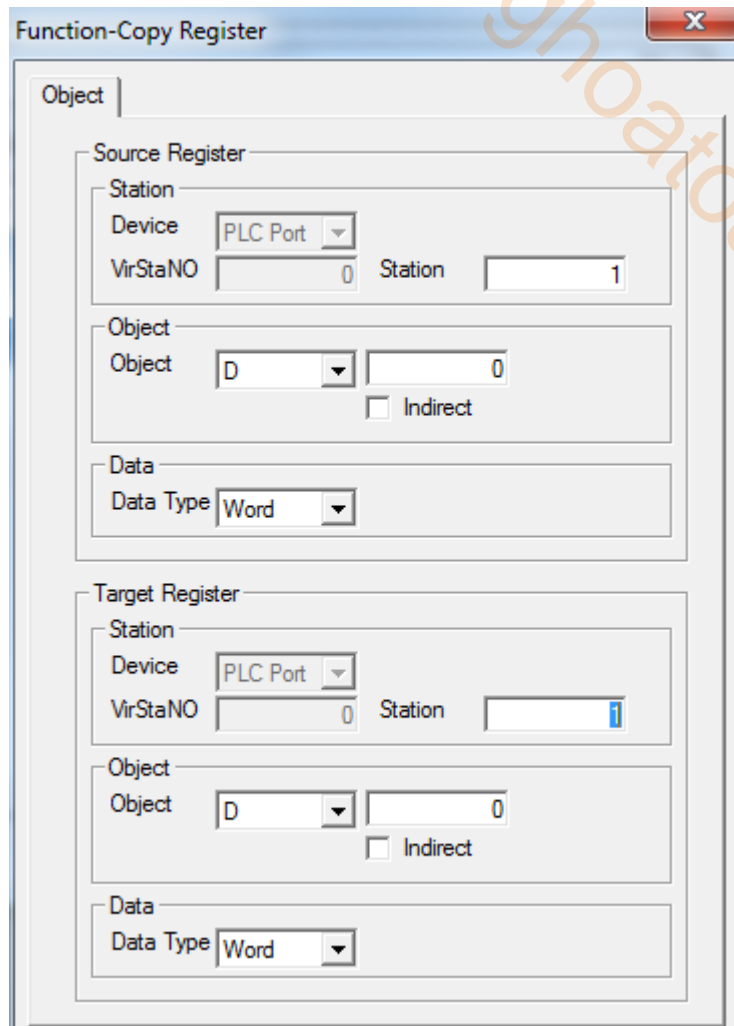 Function-Copy Register
Object
Source Register
Station
Device PLC Port
VirStaNO 0 Station 1
Object
Object D 0
Indirect
Data
Data Type Word
Target Register
Station
Device PLC Port
VirStaNO 0 Station 1
Object
Object D 0
Indirect
Data
Data Type Word